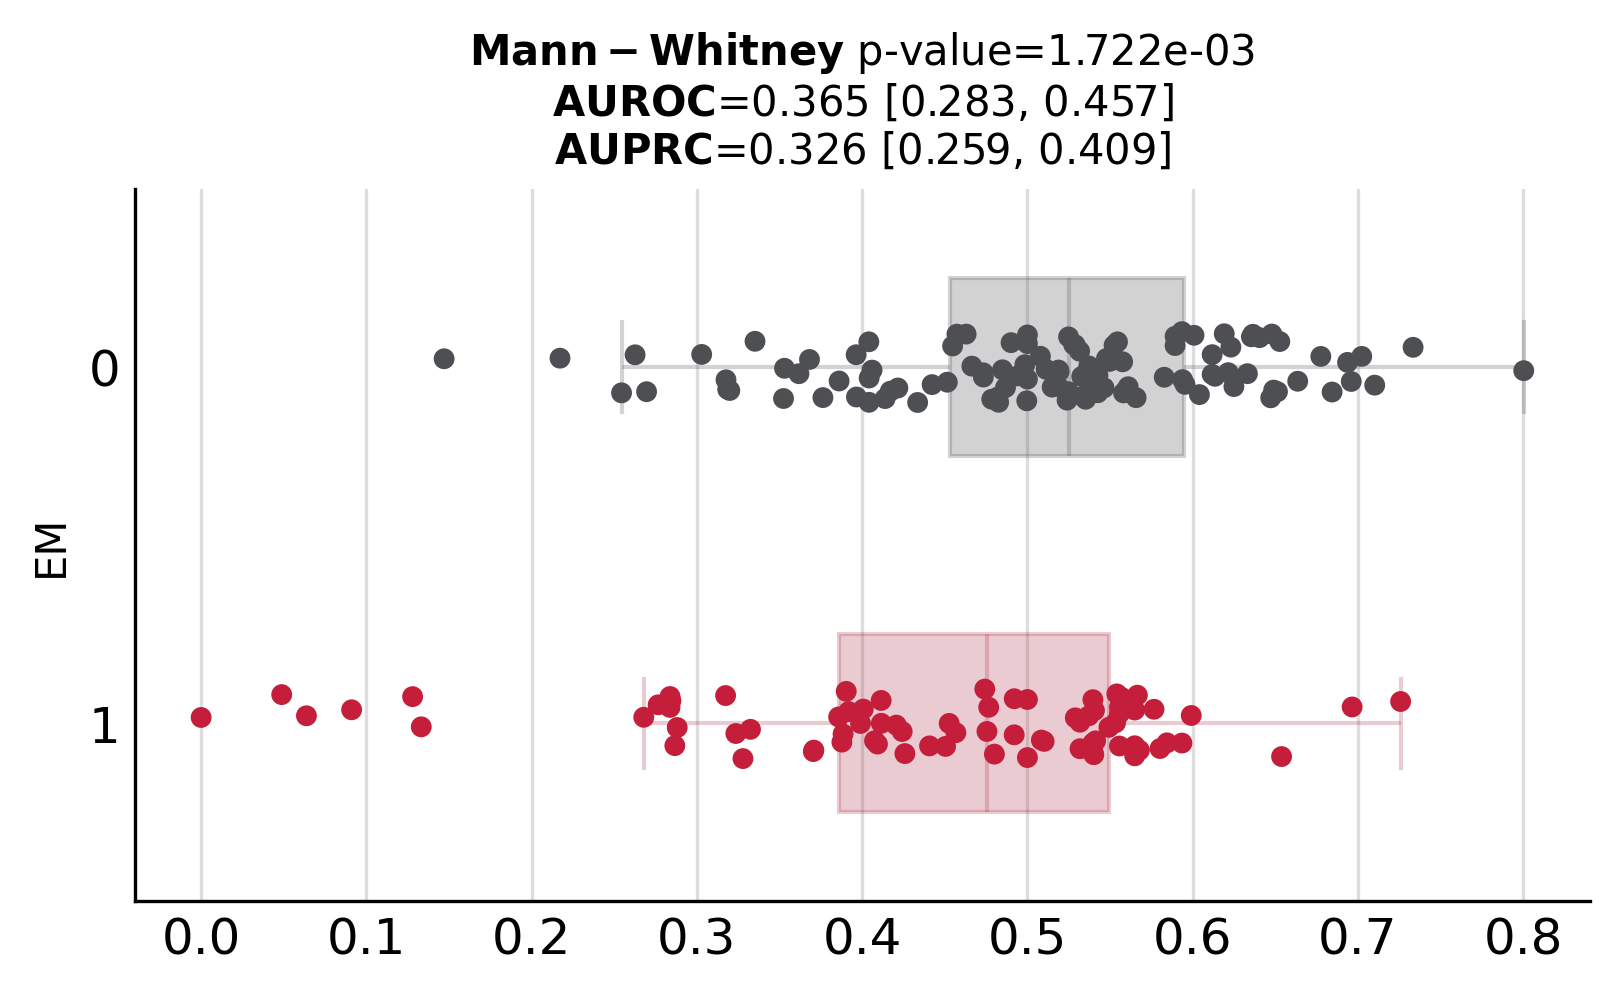 Mann − Whitney p-value=1.722e-03
AUROC=0.365 [0.283, 0.457]
AUPRC=0.326 [0.259, 0.409]
0
EM
1
0.0 0.1 0.2 0.3 0.4 0.5 0.6 0.7 0.8